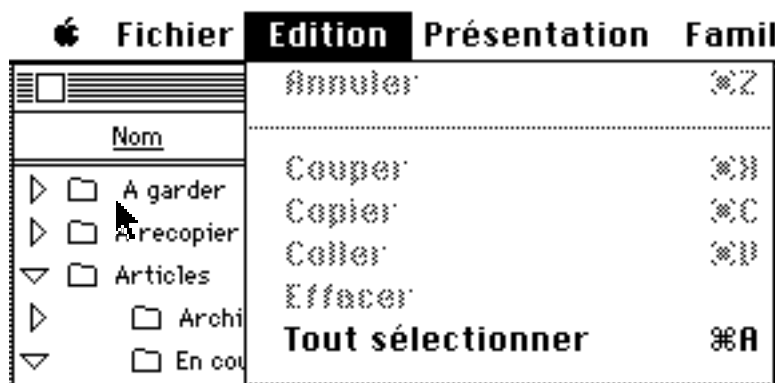 Fichier Edition Présentation Famil
Annuler ⌘Z
Nom
Couper ⌘X
A garder
Copier ⌘C
A recopier
Coller ⌘V
Articles
Effacer
Archi
Tout sélectionner ⌘A
En cou